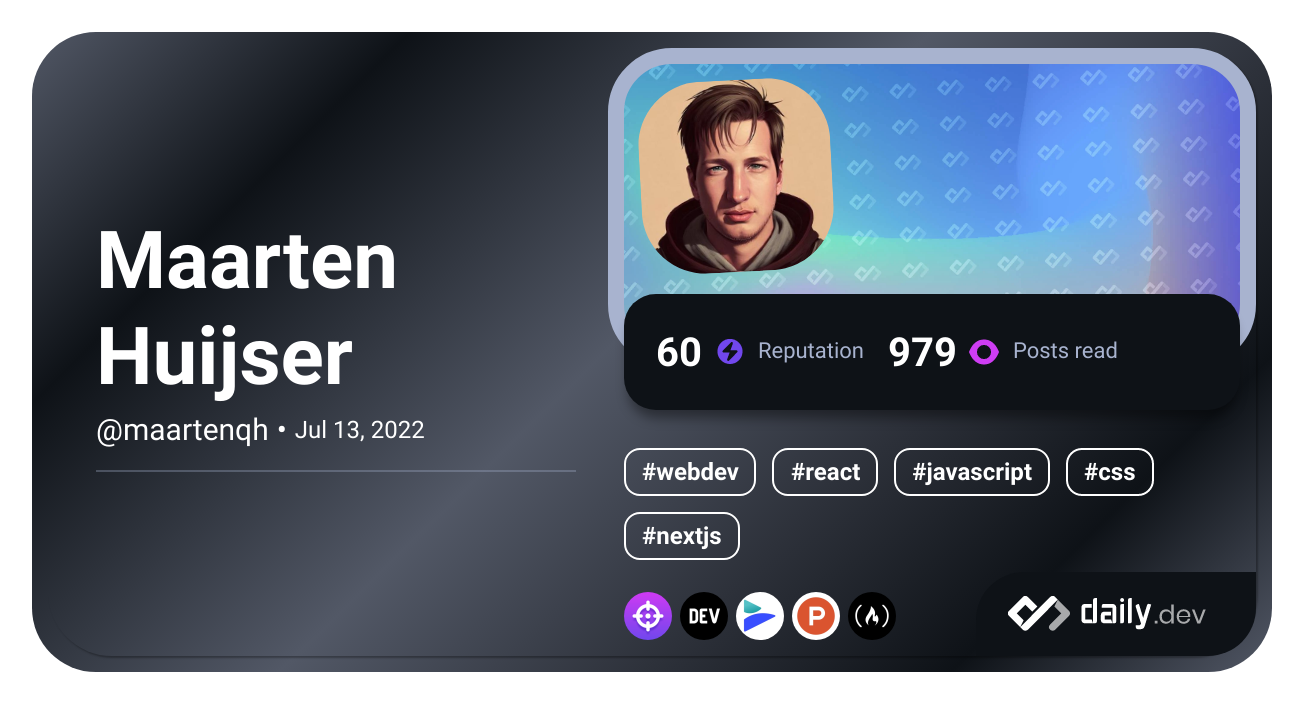 Maarten
Huijser
@maartenqh • Jul 13, 2022
60 Reputation 979 Posts read
#webdev #react #javascript #css
#nextjs
DEV P
daily.dev